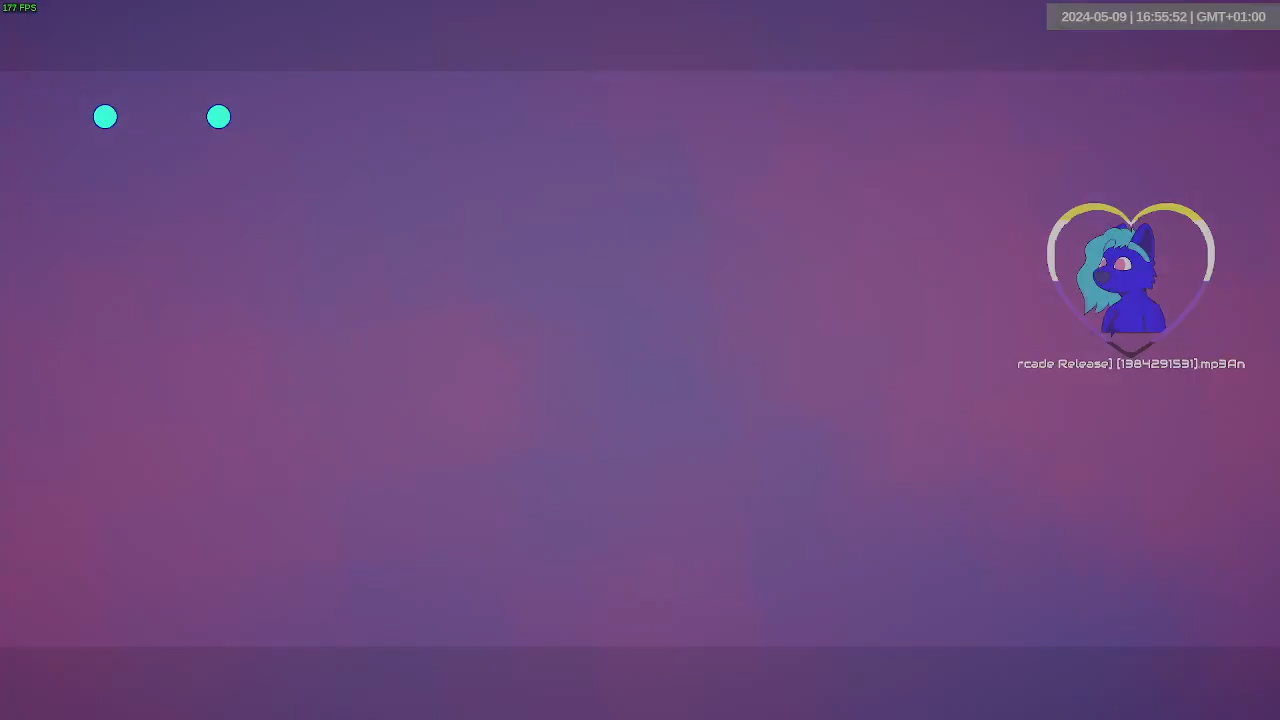 177 FPS
2024-05-09 | 16:55:52 | GMT+01:00
rcade Release] [1384291531].mp3An